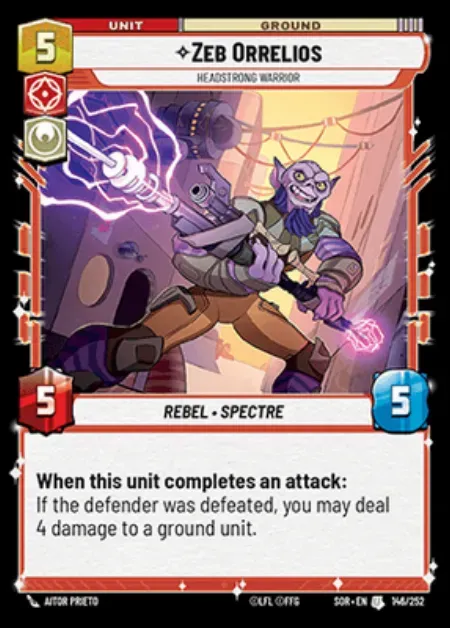 5
UNIT
GROUND
✧ZEB ORRELIOS
HEADSTRONG WARRIOR
5
REBEL • SPECTRE
5
When this unit completes an attack:
If the defender was defeated, you may deal
4 damage to a ground unit.
AITOR PRIETO
©LFL ©FFG
SOR • EN
U
146/252